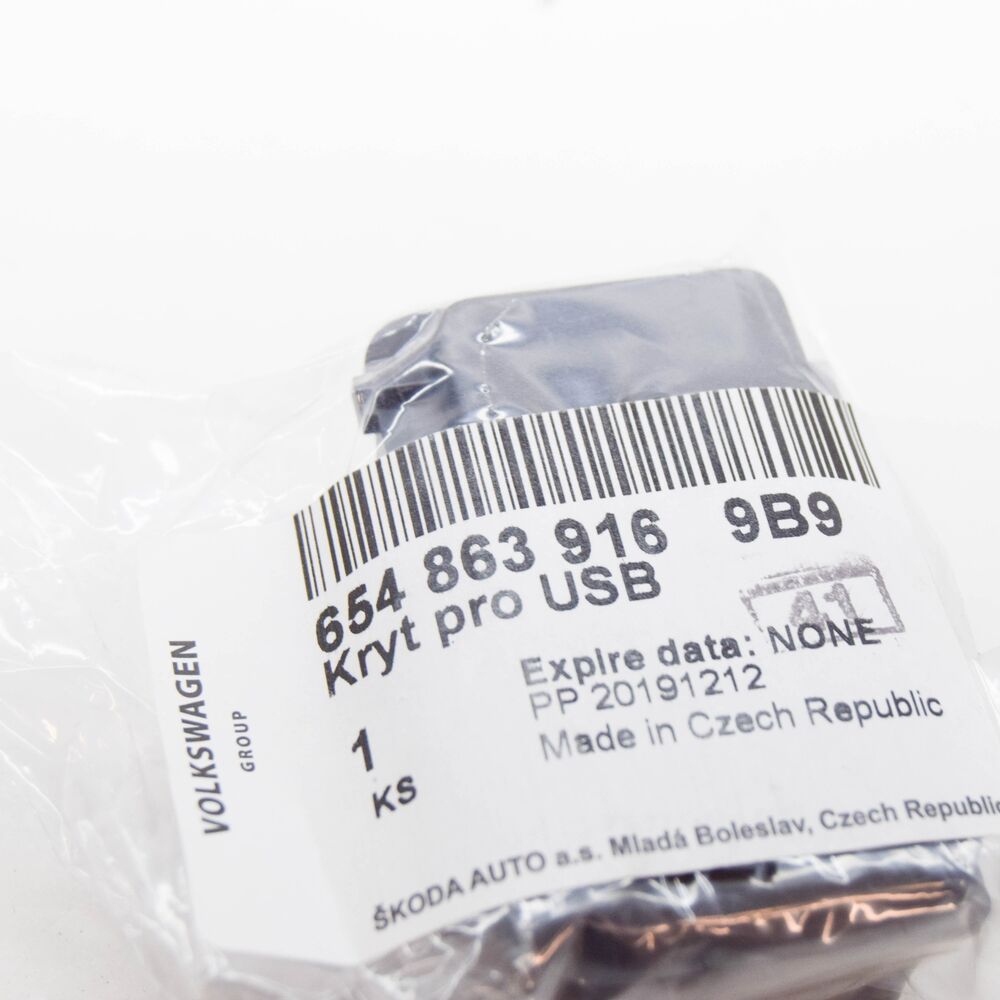 654 863 916 9B9
Kryt pro USB
41
Expire data: NONE
PP 20191212
Made in Czech Republic
1
KS
ŠKODA AUTO a.s. Mladá Boleslav, Czech Republic
VOLKSWAGEN
GROUP